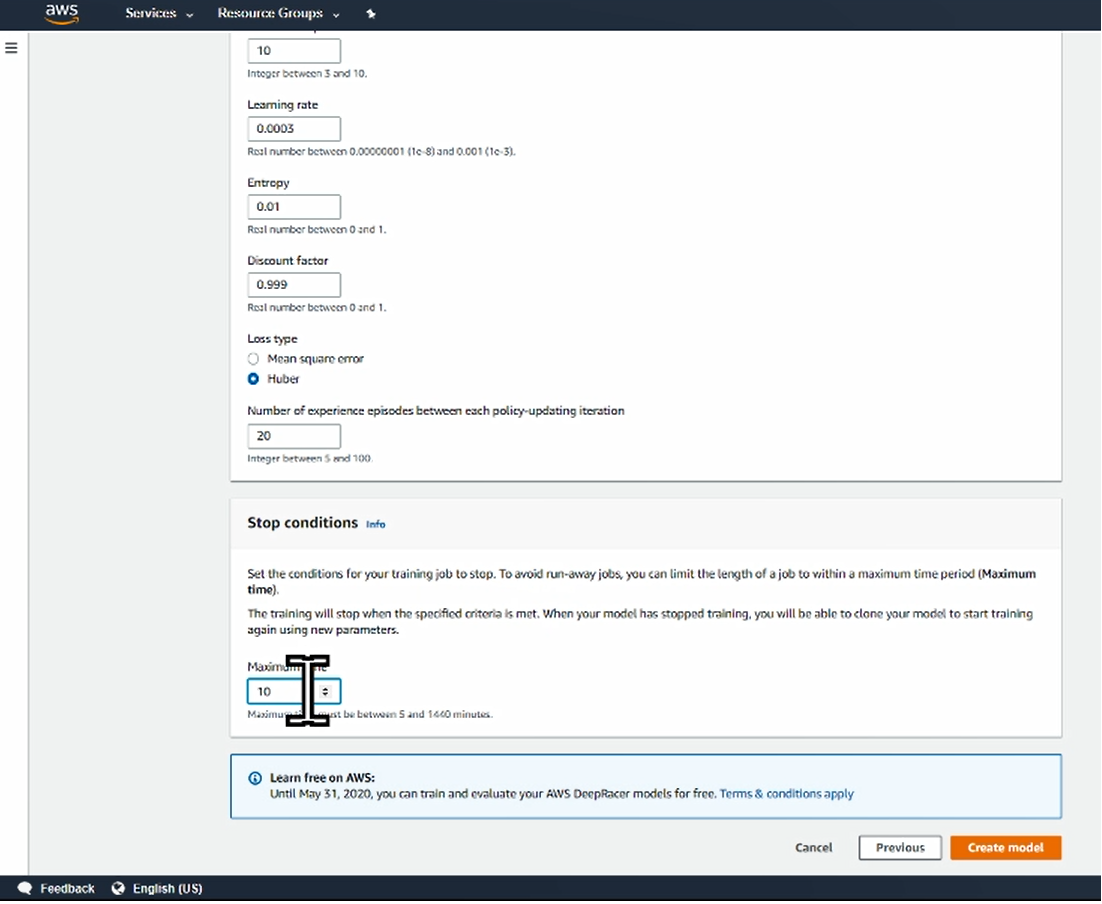 aws
Services
Resource Groups
10
Integer between 3 and 10.
Learning rate
0.0003
Real number between 0.00000001 (1e-8) and 0.001 (1e-3).
Entropy
0.01
Real number between 0 and 1.
Discount factor
0.999
Real number between 0 and 1.
Loss type
Mean square error
Huber
Number of experience episodes between each policy-updating iteration
20
Integer between 5 and 100.
Stop conditions Info
Set the conditions for your training job to stop. To avoid run-away jobs, you can limit the length of a job to within a maximum time period (Maximum
time).
The training will stop when the specified criteria is met. When your model has stopped training, you will be able to clone your model to start training
again using new parameters.
Maximum
10
Maximum must be between 5 and 1440 minutes.
Learn free on AWS:
Until May 31, 2020, you can train and evaluate your AWS DeepRacer models for free. Terms & conditions apply
Cancel
Previous
Create model
Feedback
English (US)